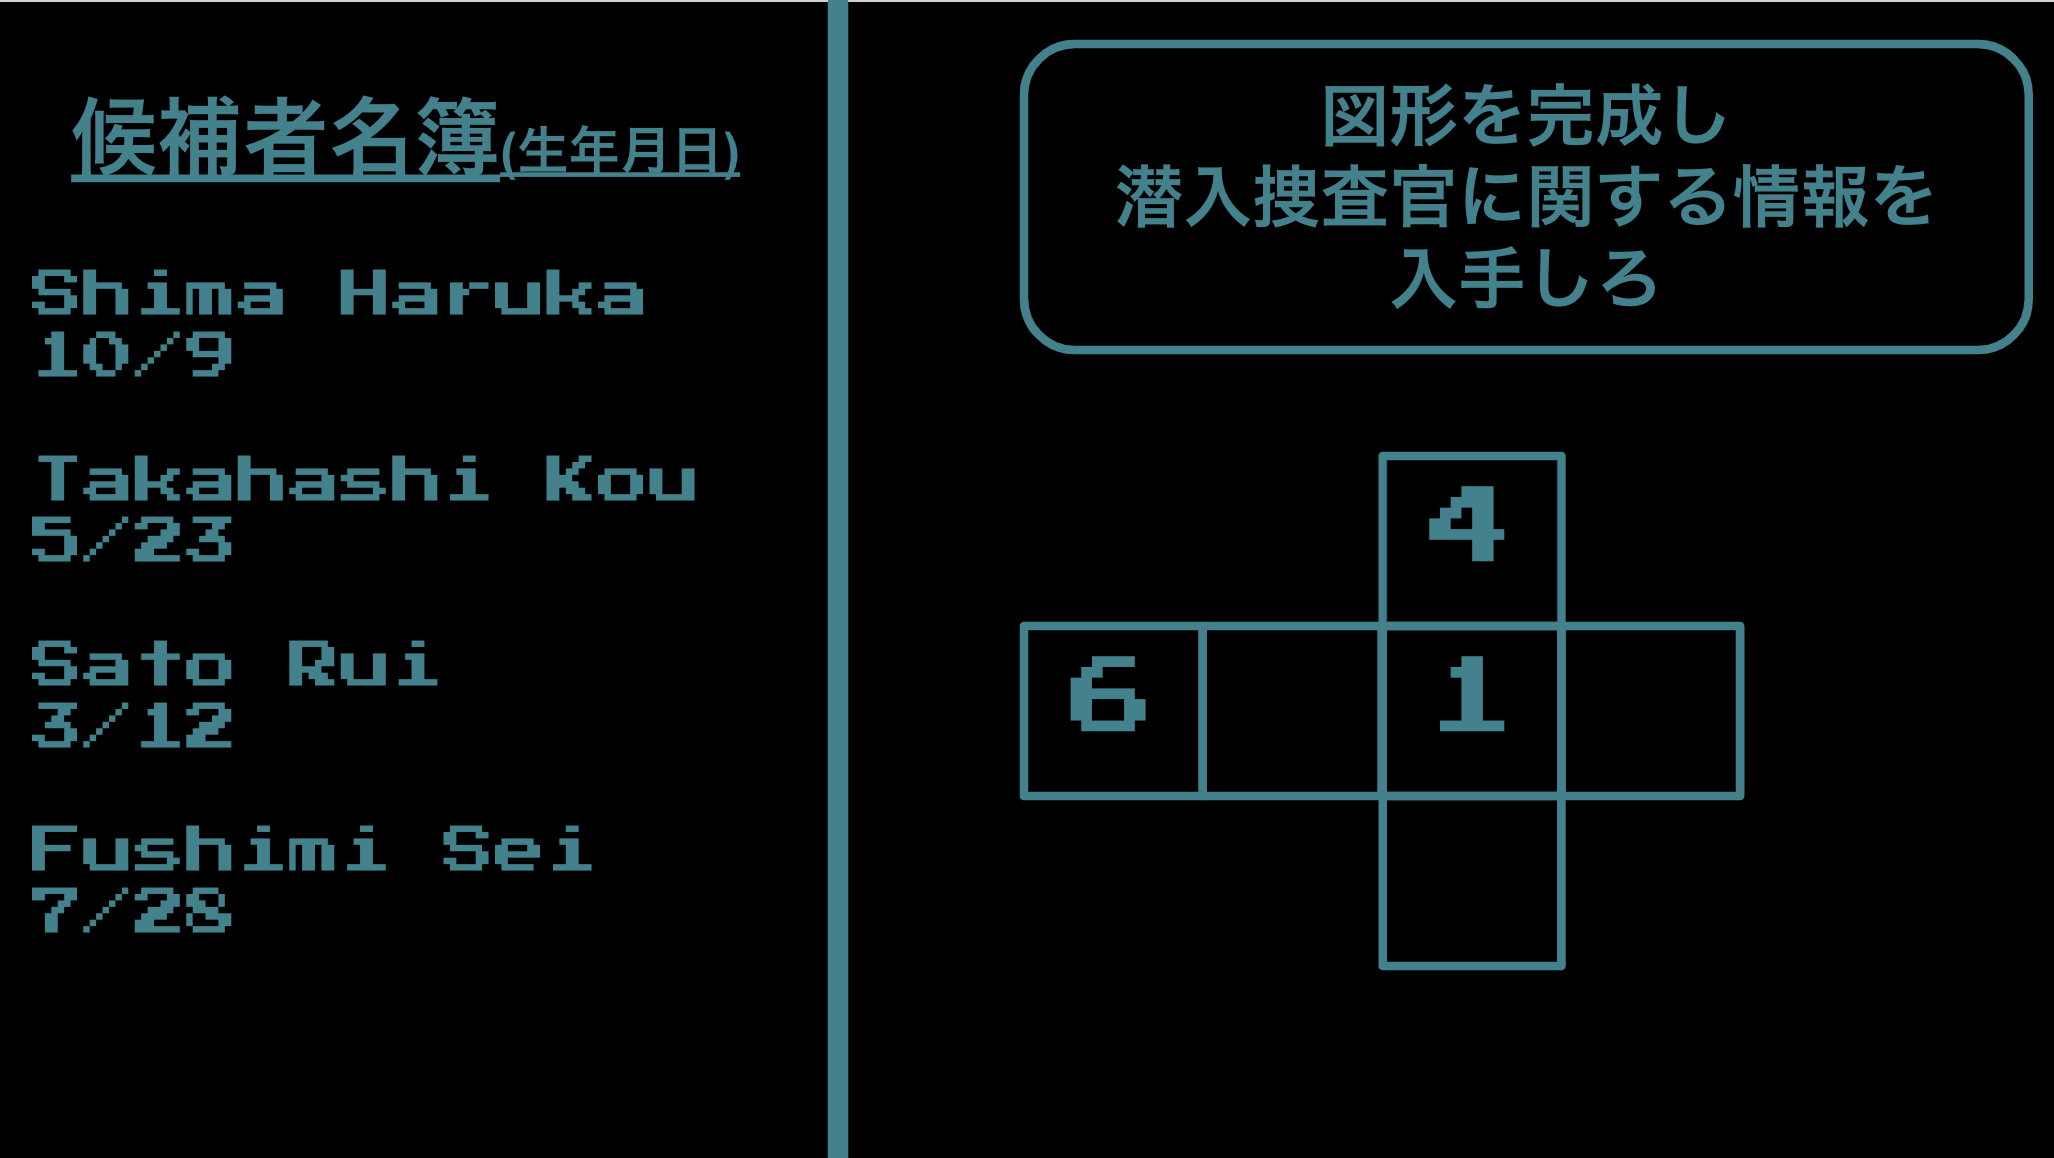 候補者名簿(生年月日)
Shima Haruka
10/9
Takahashi Kou
5/23
Sato Rui
3/12
Fushimi Sei
7/28
図形を完成し
潜入捜査官に関する情報を
入手しろ
4
6 1